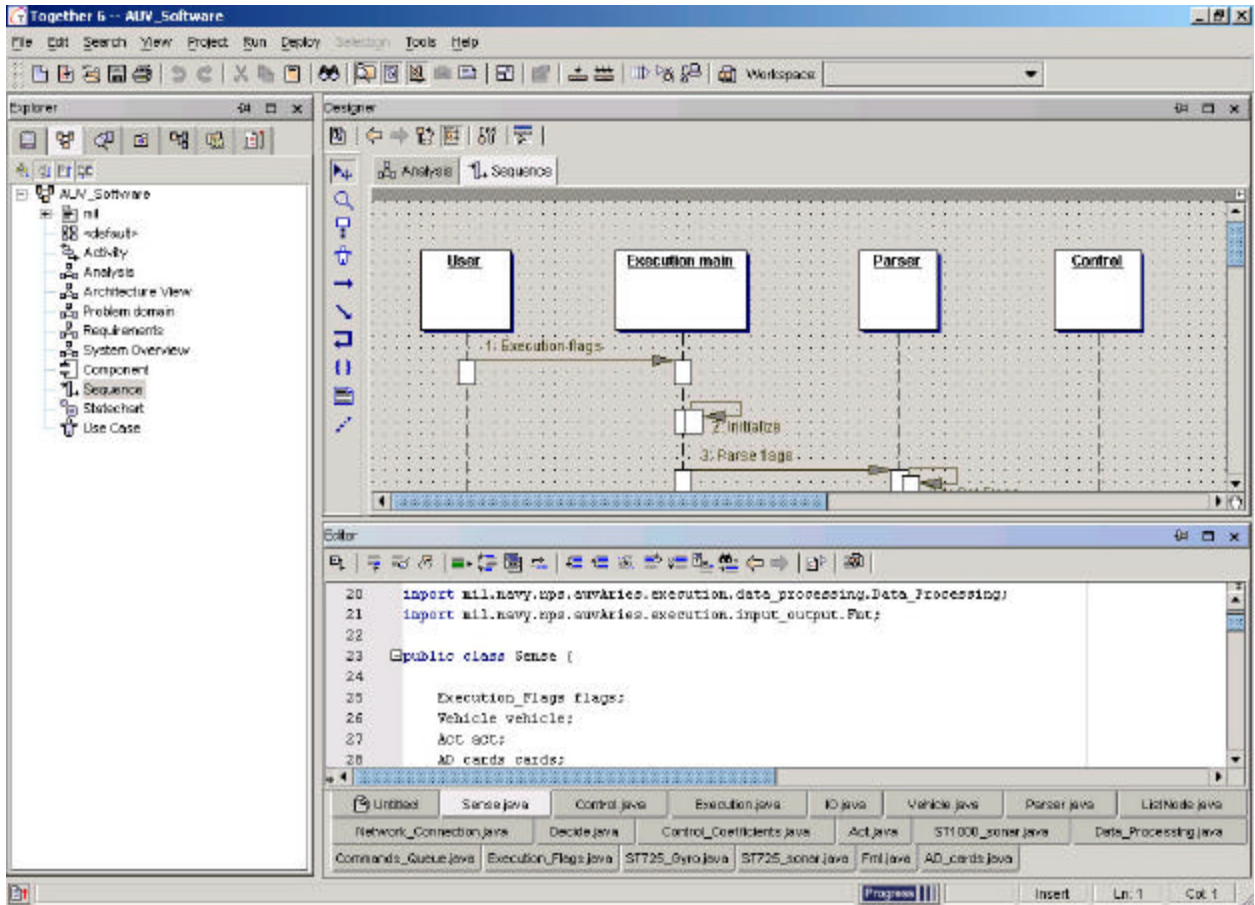 Together 6 -- AUV_Software
File Edit Search View Project Run Deploy Selection Tools Help
Workspace
Explorer
AUV_Software
mil
<default>
Activity
Analysis
Architecture View
Problem domain
Requirements
System Overview
Component
Sequence
Statechart
Use Case
Designer
Analysis Sequence
User Execution main Parser Control
1: Execution flags
2: Initialize
3: Parse flags
Editor
20 import mil.navy.nps.auvAries.execution.data_processing.Data_Processing;
21 import mil.navy.nps.auvAries.execution.input_output.Fmt;
22
23 public class Sense {
24
25 Execution_Flags flags;
26 Vehicle vehicle;
27 Act act;
28 AD_cards cards;
Untitled Sense.java Control.java Execution.java IO.java Vehicle.java Parser.java ListNode.java
Network_Connection.java Decide.java Control_Coefficients.java Act.java ST1000_sonar.java Data_Processing.java
Commands_Queue.java Execution_Flags.java ST725_Gyro.java ST725_sonar.java AD_cards.java
Progress Insert Ln: 1 Col: 1